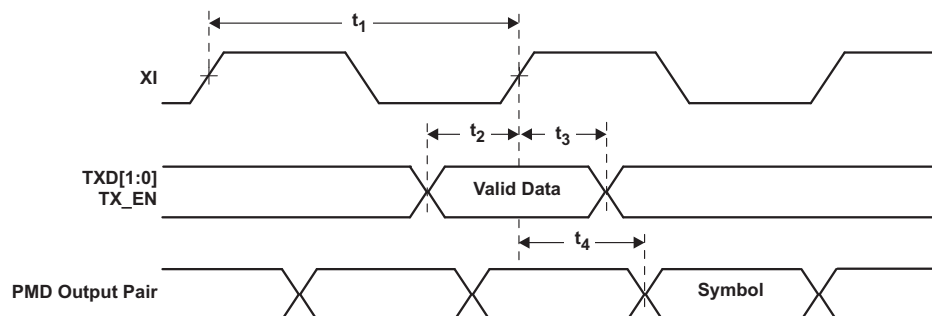 t1
XI
t2
t3
TXD[1:0]
TX_EN
Valid Data
t4
PMD Output Pair
Symbol